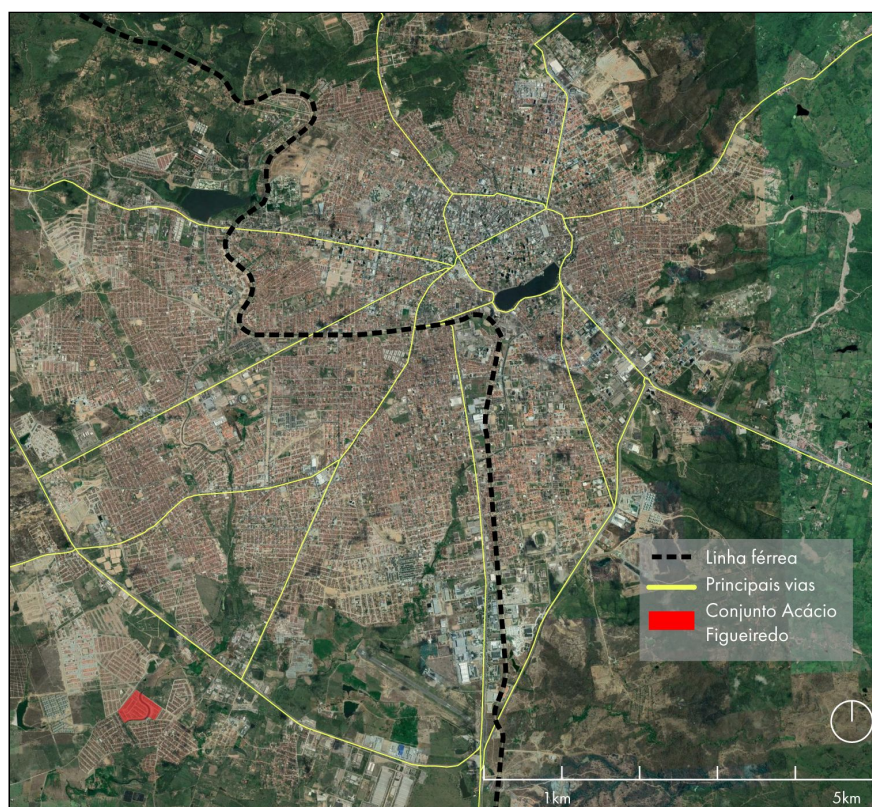 Linha férrea
Principais vias
Conjunto Acácio
Figueiredo
1km
5km